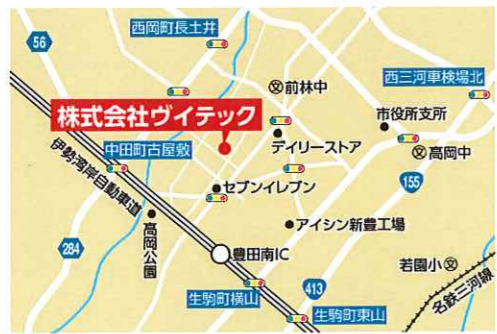 西岡町長土井
56
前林中
西三河車検場北
株式会社ヴイテック
市役所支所
デイリーストア
中田町古屋敷
高岡中
伊勢湾岸自動車道
セブンイレブン
155
高岡公園
アイシン新豊工場
284
豊田南IC
若園小
生駒町横山
413
名鉄三河線
生駒町東山